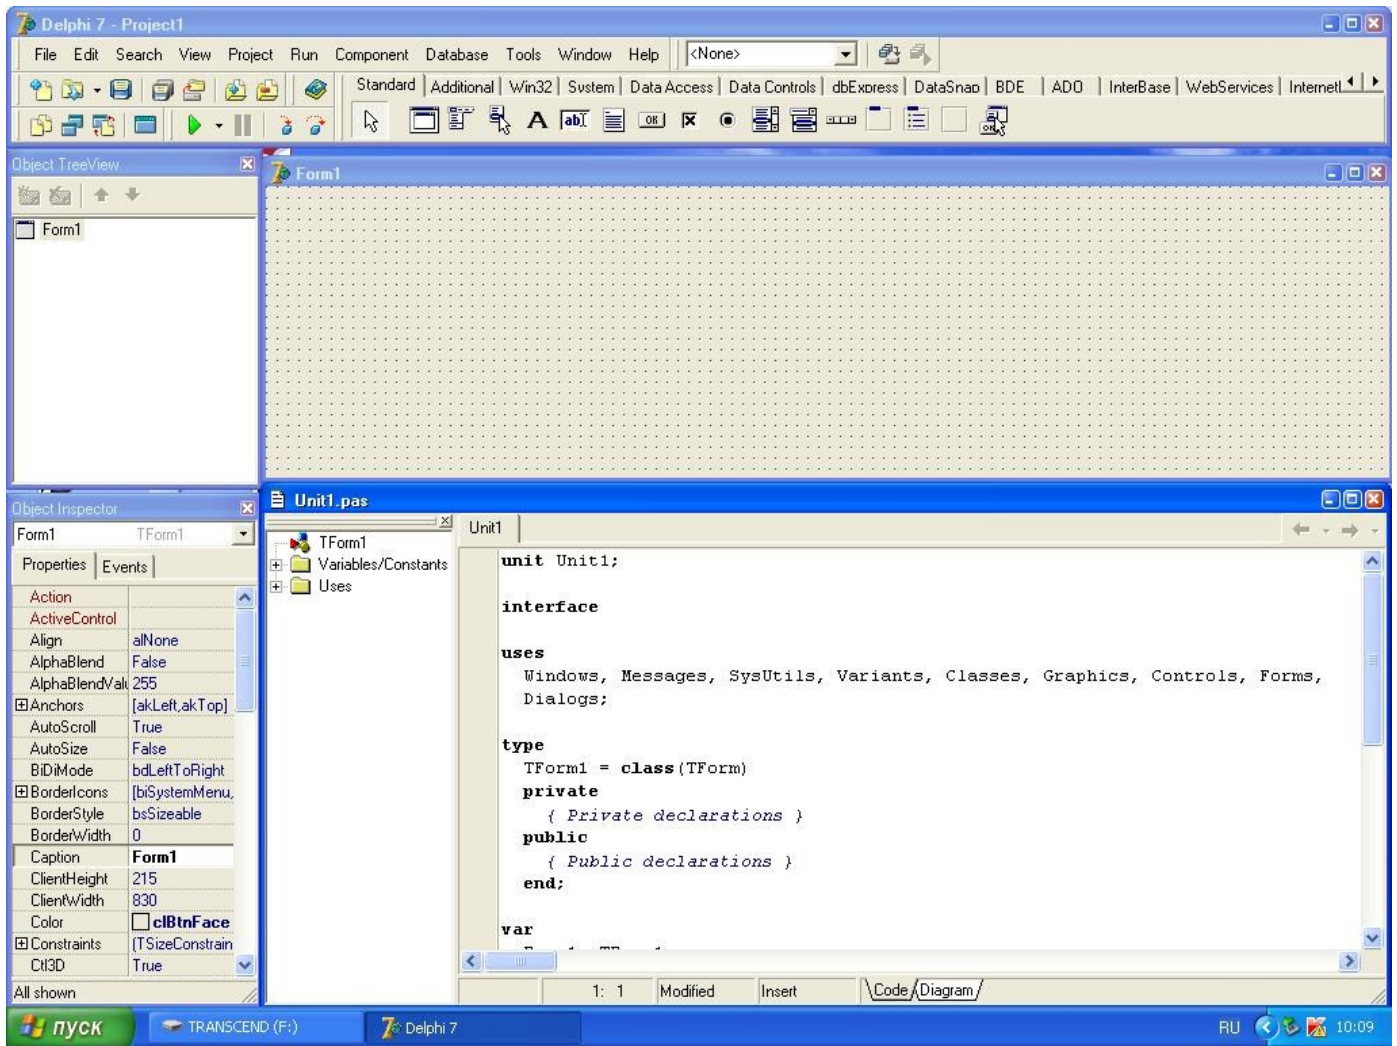 Delphi 7 - Project1
File Edit Search View Project Run Component Database Tools Window Help <None>
Standard Additional Win32 System Data Access Data Controls dbExpress DataSnap BDE ADO InterBase WebServices InternetE
Object TreeView
Form1
Form1
Object Inspector
Form1 TForm1
Properties Events
Action
ActiveControl
Align alNone
AlphaBlend False
AlphaBlendValu 255
Anchors [akLeft,akTop]
AutoScroll True
AutoSize False
BiDiMode bdLeftToRight
BorderIcons [biSystemMenu,
BorderStyle bsSizeable
BorderWidth 0
Caption Form1
ClientHeight 215
ClientWidth 830
Color clBtnFace
Constraints (TSizeConstrain
Ctl3D True
All shown
Unit1.pas
TForm1
Variables/Constants
Uses
Unit1
unit Unit1;
interface
uses
Windows, Messages, SysUtils, Variants, Classes, Graphics, Controls, Forms,
Dialogs;
type
TForm1 = class(TForm)
private
{ Private declarations }
public
{ Public declarations }
end;
var
1: 1 Modified Insert Code Diagram
пуск TRANSCEND (F:) Delphi 7 RU 10:09